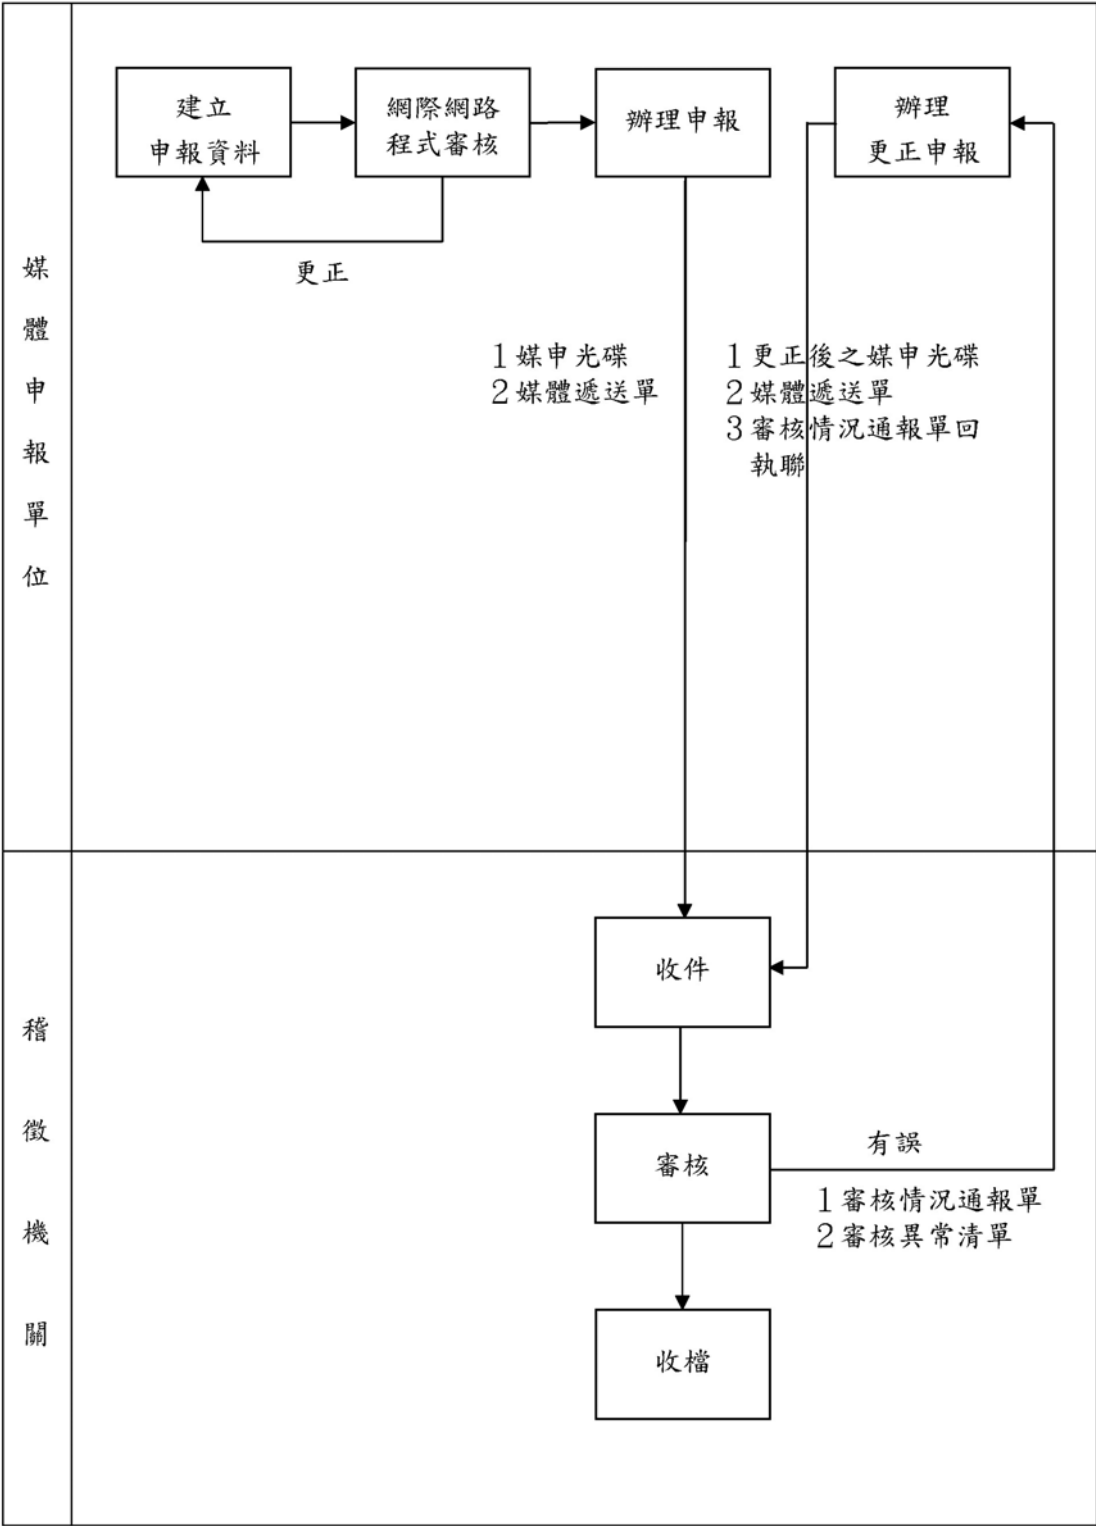 建立
申報資料
網際網路
程式審核
辦理申報
辦理
更正申報
更正
媒體申報單位
1 媒申光碟
2 媒體遞送單
1 更正後之媒申光碟
2 媒體遞送單
3 審核情況通報單回
執聯
稽徵機關
收件
審核
有誤
1 審核情況通報單
2 審核異常清單
收檔